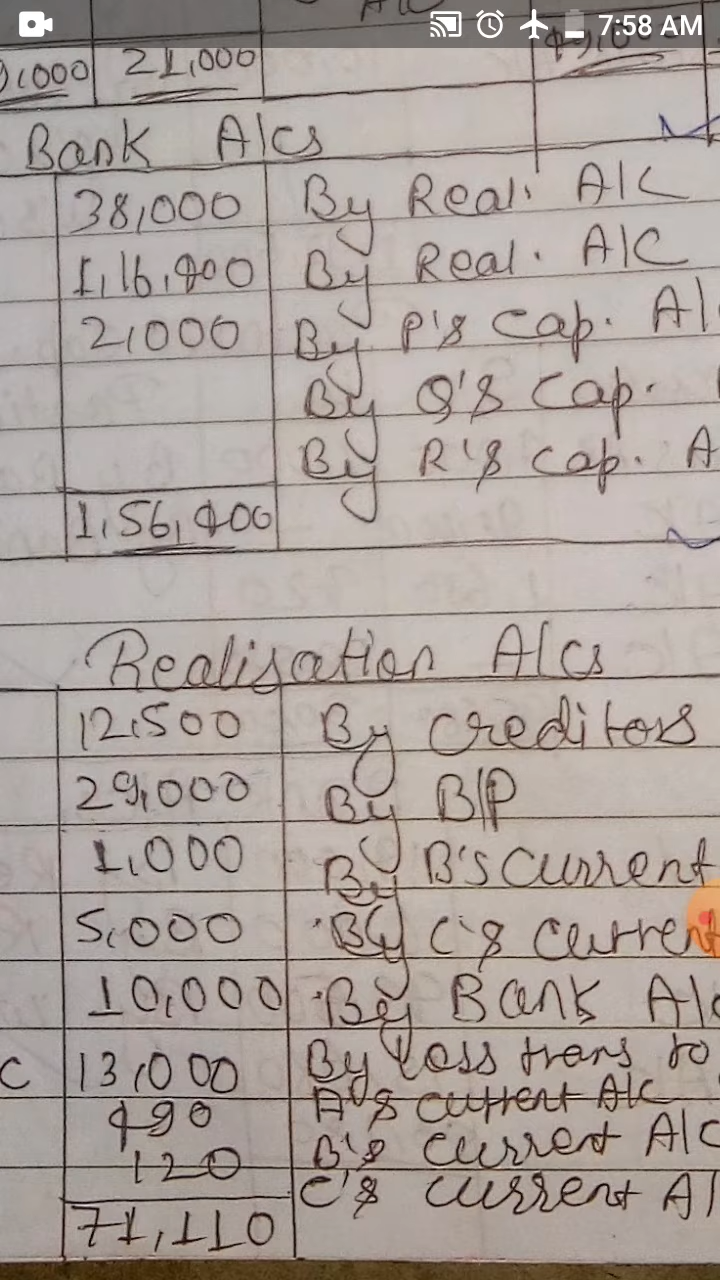 7:58 AM
21,000
Bank A/cs
38,000 By Real. A/C
1,16,400 By Real. A/C
2,000 By P's Cap.
By Q's Cap.
By R's Cap.
1,56,400
Realisation A/cs
12,500 By Creditors
29,000 By B/P
1,000 By B's Current
5,000 By C's Current
10,000 By Bank A/c
13,000 By loss trans to
490 A's current A/C
120 B's current A/C
C's current
71,110